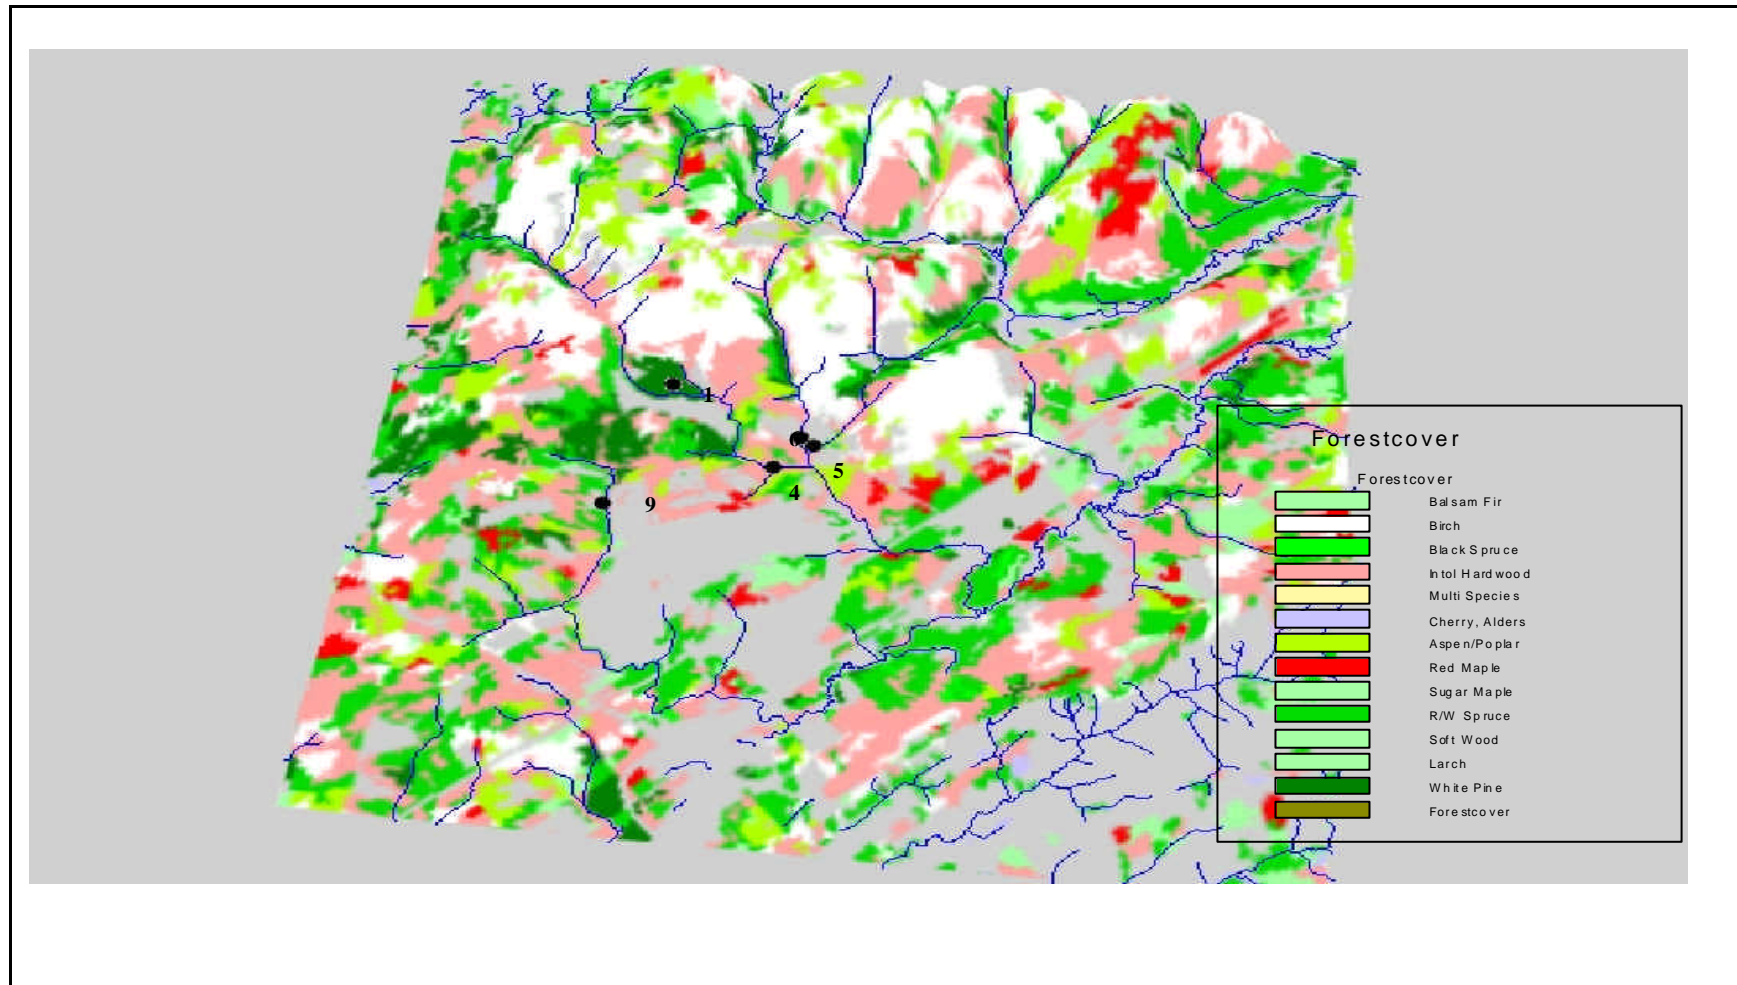 1
5
4
9
Forestcover
Forestcover
Balsam Fir
Birch
Black Spruce
Intol Hardwood
Multi Species
Cherry, Alders
Aspen/Poplar
Red Maple
Sugar Maple
R/W Spruce
Soft Wood
Larch
White Pine
Forestcover